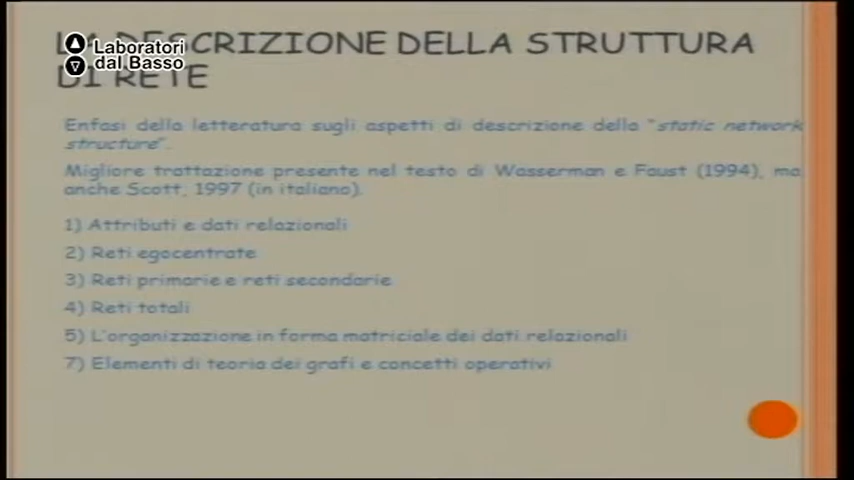 LA DESCRIZIONE DELLA STRUTTURA
DI RETE
Laboratori
dal Basso
Enfasi della letteratura sugli aspetti di descrizione della "static network
structure".
Migliore trattazione presente nel testo di Wasserman e Faust (1994), ma
anche Scott, 1997 (in italiano).
1) Attributi e dati relazionali
2) Reti egocentrate
3) Reti primarie e reti secondarie
4) Reti totali
5) L'organizzazione in forma matriciale dei dati relazionali
7) Elementi di teoria dei grafi e concetti operativi